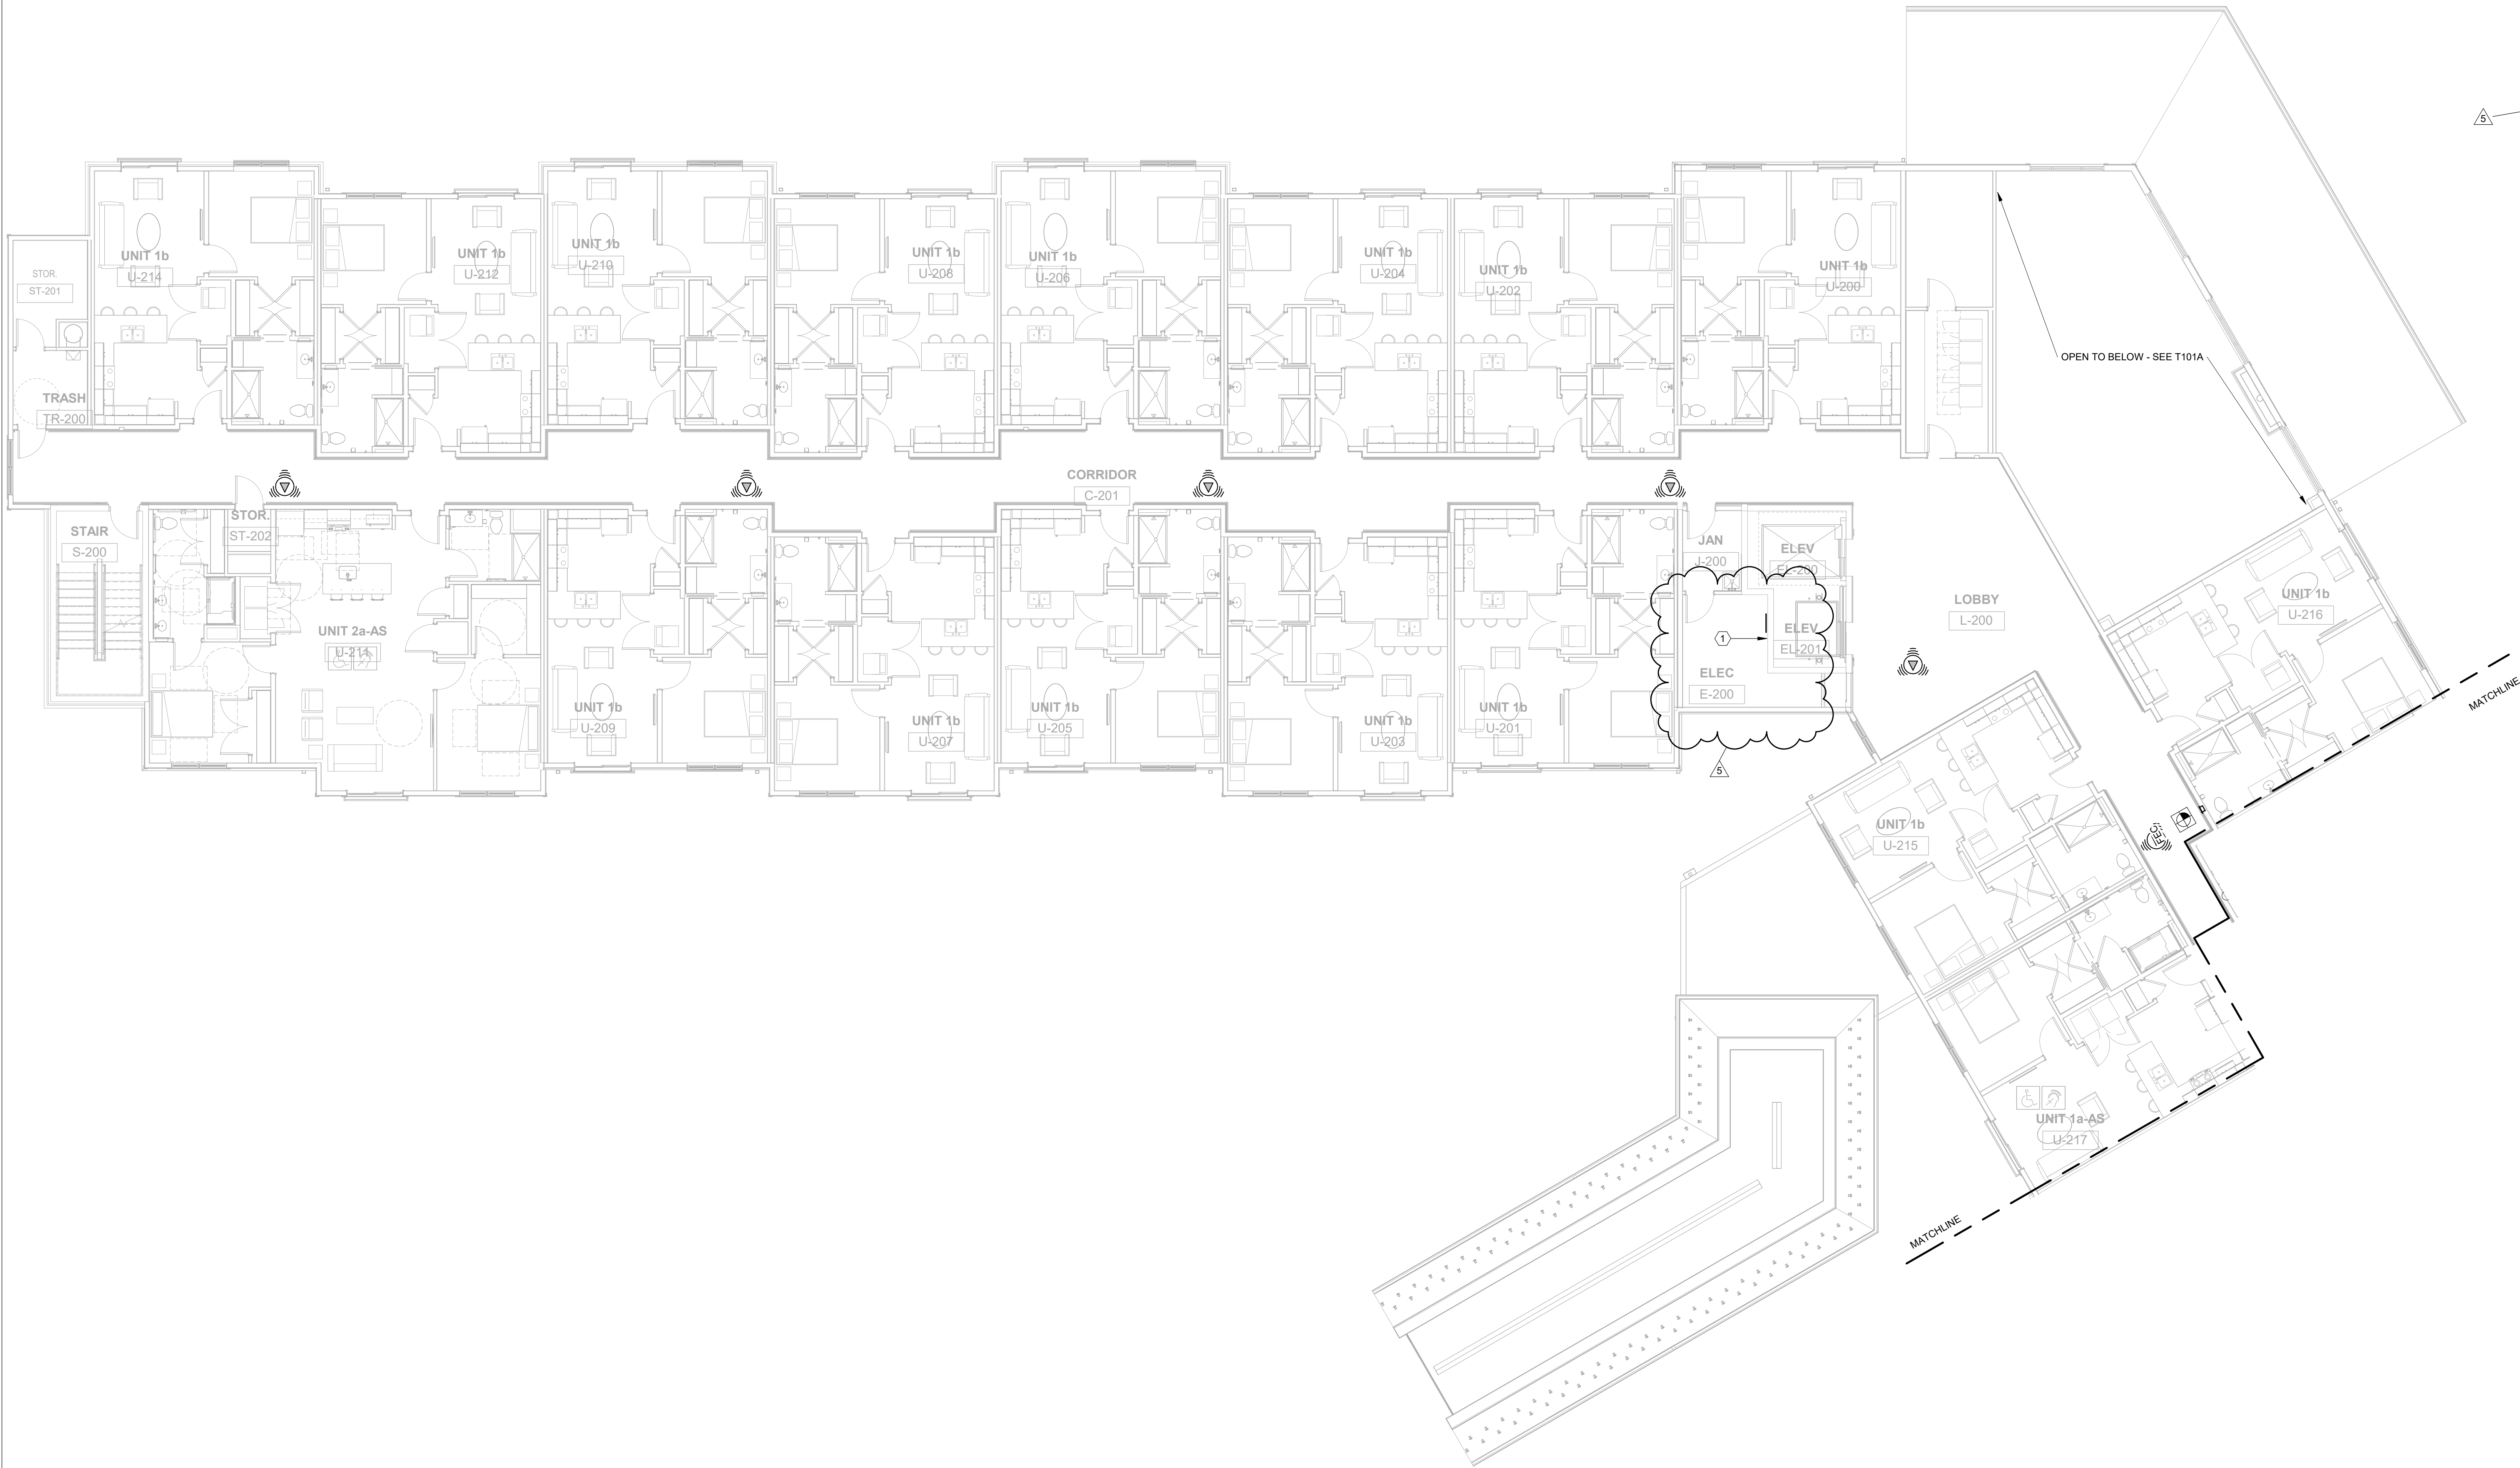 5
UNIT 1b
U-214
UNIT 1b
U-212
UNIT 1b
U-210
UNIT 1b
U-208
UNIT 1b
U-206
UNIT 1b
U-204
UNIT 1b
U-202
UNIT 1b
U-200
STOR.
ST-201
OPEN TO BELOW - SEE T101A
TRASH
TR-200
CORRIDOR
C-201
STAIR
S-200
STOR.
ST-202
JAN
J-200
ELEV
EL-200
LOBBY
L-200
UNIT 1b
U-216
UNIT 2a-AS
U-211
1
ELEV
EL-201
ELEC
E-200
MATCHLINE
UNIT 1b
U-209
UNIT 1b
U-207
UNIT 1b
U-205
UNIT 1b
U-203
UNIT 1b
U-201
5
UNIT 1b
U-215
UNIT 1a-AS
U-217
MATCHLINE